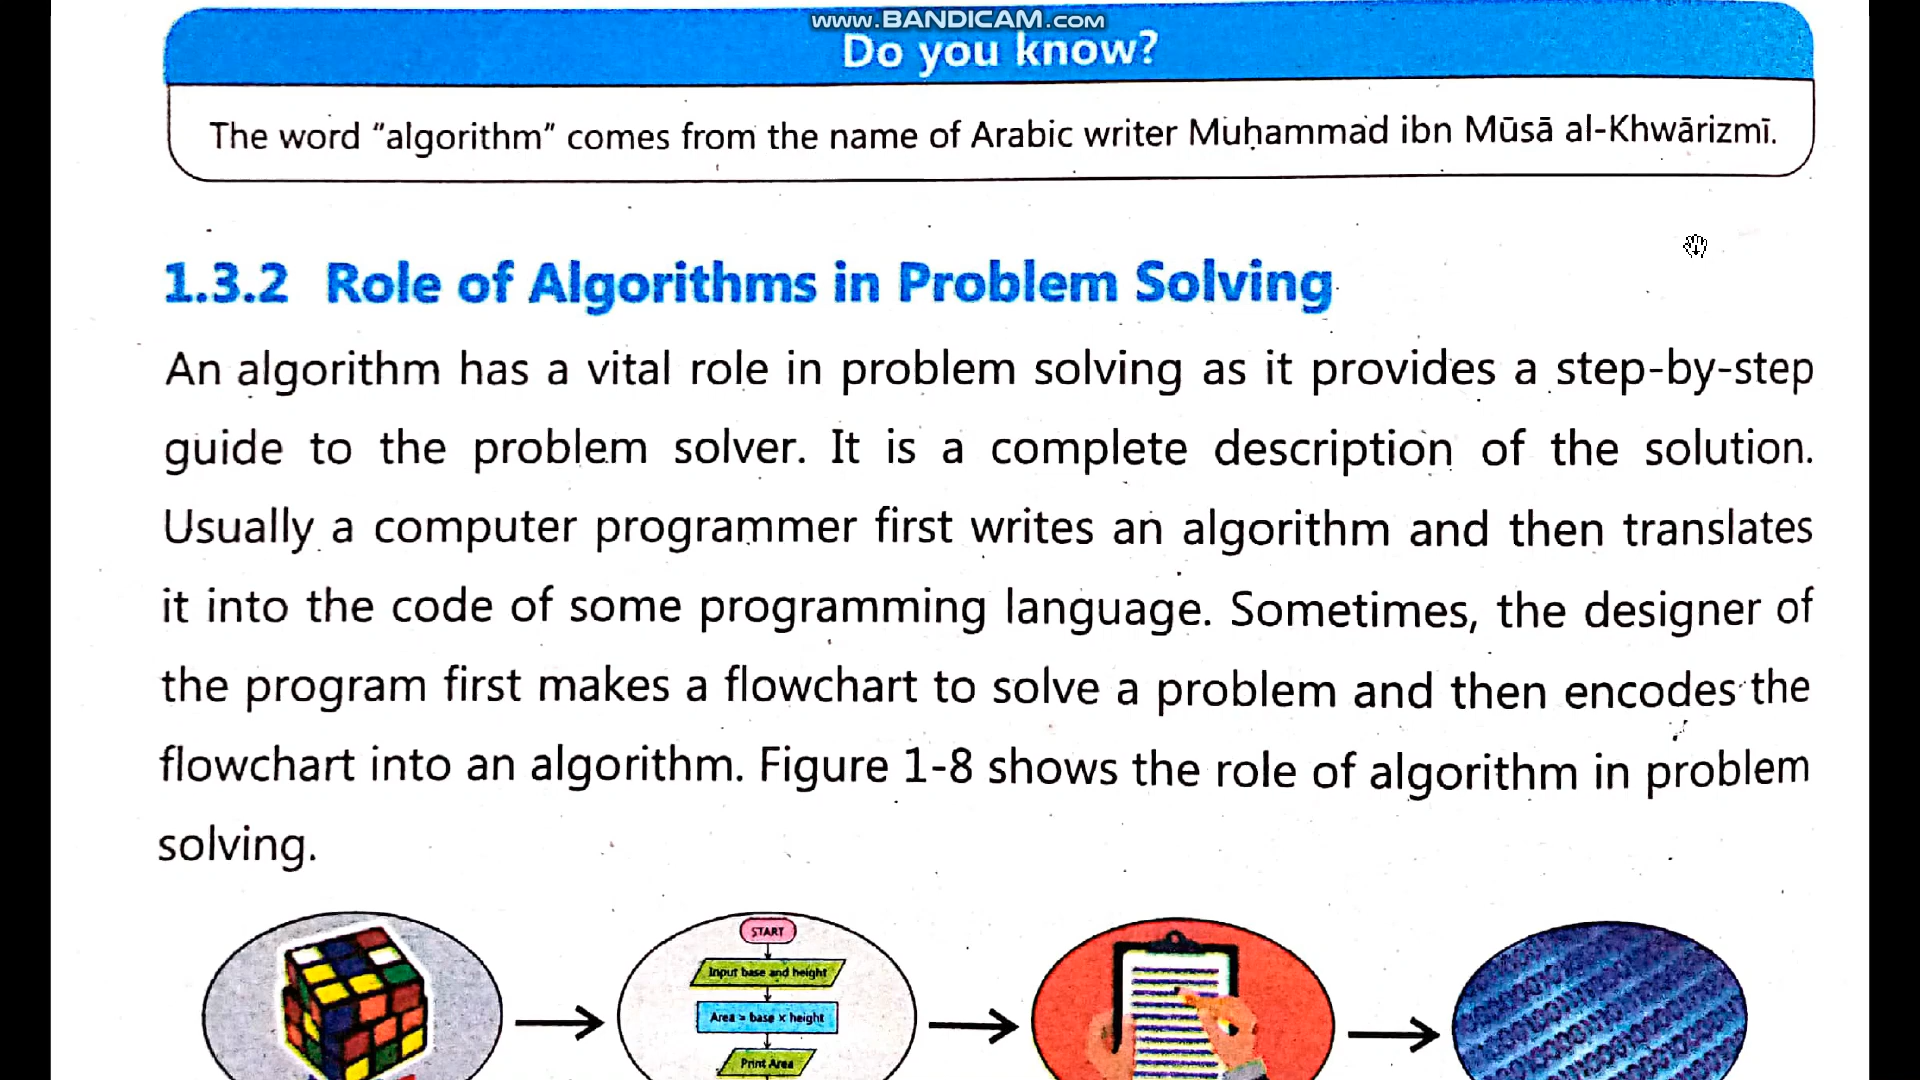 www.BANDICAM.com
Do you know?
The word “algorithm” comes from the name of Arabic writer Muḥammad ibn Mūsā al-Khwārizmī.
1.3.2 Role of Algorithms in Problem Solving
An algorithm has a vital role in problem solving as it provides a step-by-step
guide to the problem solver. It is a complete description of the solution.
Usually a computer programmer first writes an algorithm and then translates
it into the code of some programming language. Sometimes, the designer of
the program first makes a flowchart to solve a problem and then encodes the
flowchart into an algorithm. Figure 1-8 shows the role of algorithm in problem
solving.
START
Input base and height
Area = base x height
Print Area